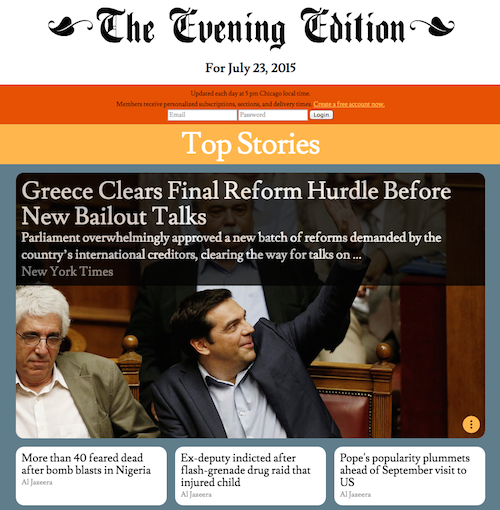 The Evening Edition
For July 23, 2015
Updated each day at 5 pm Chicago local time.
Members receive personalized subscriptions, sections, and delivery times. Create a free account now.
Email Password Login
Top Stories
Greece Clears Final Reform Hurdle Before
New Bailout Talks
Parliament overwhelmingly approved a new batch of reforms demanded by the
country's international creditors, clearing the way for talks on ...
New York Times
More than 40 feared dead
after bomb blasts in Nigeria
Al Jazeera
Ex-deputy indicted after
flash-grenade drug raid that
injured child
Al Jazeera
Pope's popularity plummets
ahead of September visit to
US
Al Jazeera